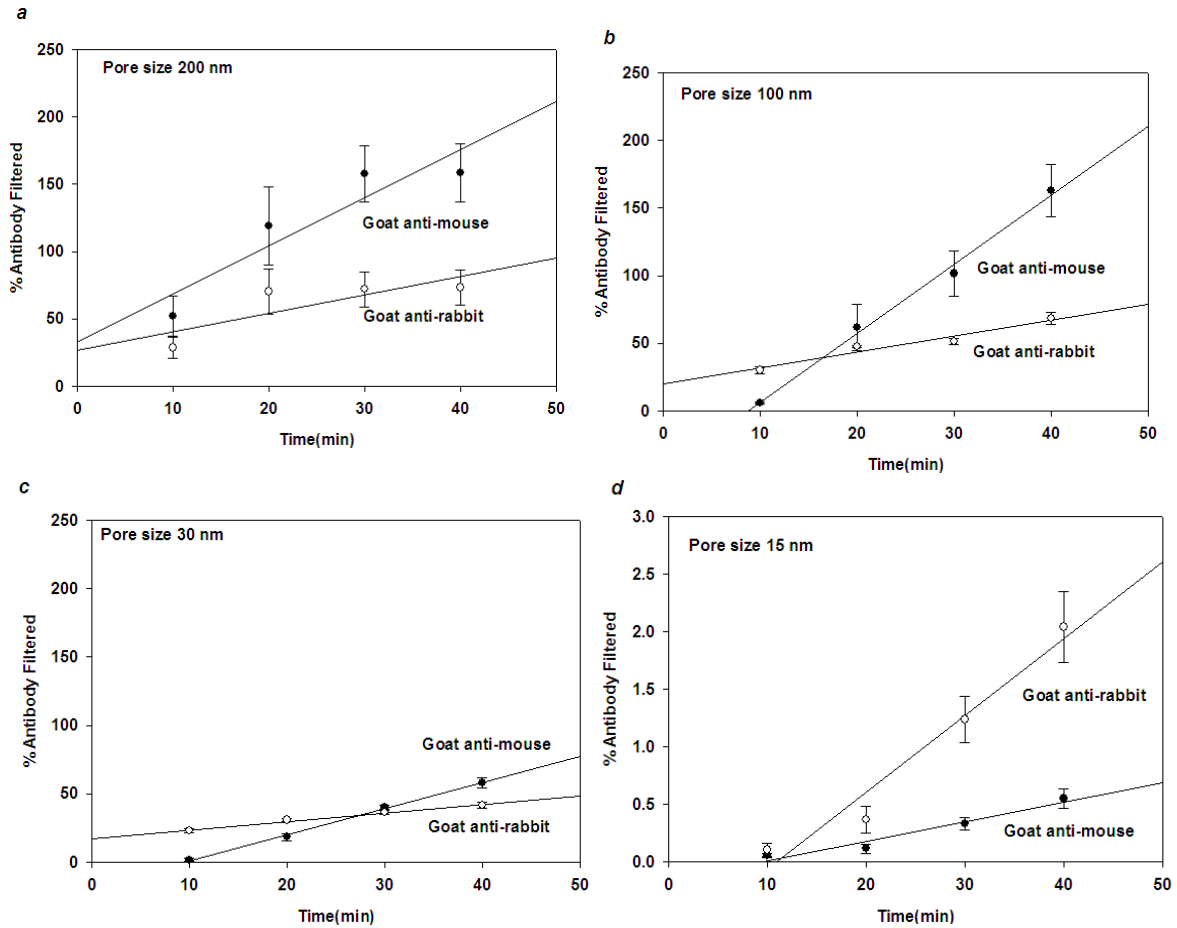 a
Pore size 200 nm
250
200
150
100
50
0
% Antibody Filtered
Goat anti-mouse
Goat anti-rabbit
0 10 20 30 40 50
Time(min)
b
Pore size 100 nm
250
200
150
100
50
0
% Antibody Filtered
Goat anti-mouse
Goat anti-rabbit
0 10 20 30 40 50
Time(min)
c
Pore size 30 nm
250
200
150
100
50
0
% Antibody Filtered
Goat anti-mouse
Goat anti-rabbit
0 10 20 30 40 50
Time(min)
d
Pore size 15 nm
3.0
2.5
2.0
1.5
1.0
0.5
0.0
% Antibody Filtered
Goat anti-rabbit
Goat anti-mouse
0 10 20 30 40 50
Time(min)